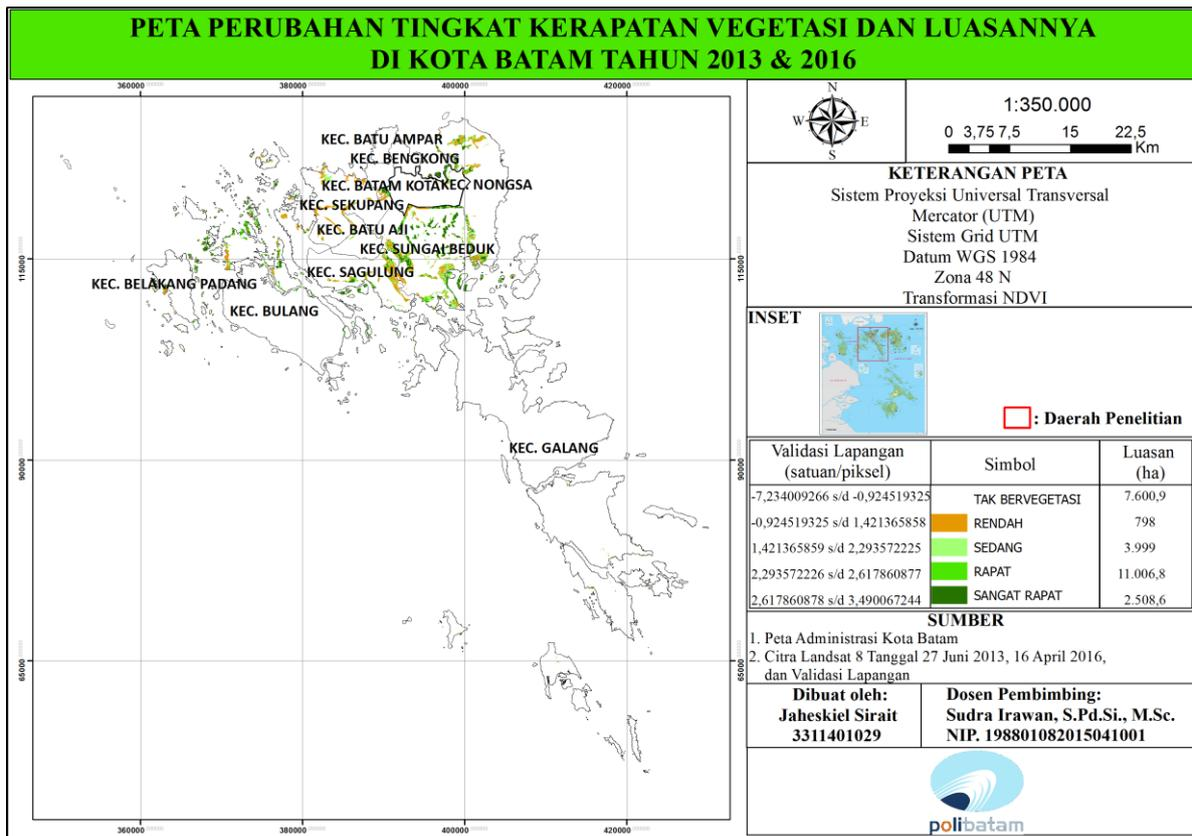 PETA PERUBAHAN TINGKAT KERAPATAN VEGETASI DAN LUASANNYA
DI KOTA BATAM TAHUN 2013 & 2016
360000 380000 400000 420000
115000
90000
65000
KEC. BATU AMPAR
KEC. BENGKONG
KEC. BATAM KOTA
KEC. NONGSA
KEC. SEKUPANG
KEC. BATU AJI
KEC. SUNGAI BEDUK
KEC. SAGULUNG
KEC. BELAKANG PADANG
KEC. BULANG
KEC. GALANG
115000
90000
65000
360000 380000 400000 420000
N
W E
S
1:350.000
0 3,75 7,5 15 22,5
Km
KETERANGAN PETA
Sistem Proyeksi Universal Transversal
Mercator (UTM)
Sistem Grid UTM
Datum WGS 1984
Zona 48 N
Transformasi NDVI
INSET
: Daerah Penelitian
Validasi Lapangan
(satuan/piksel)
Simbol
Luasan
(ha)
-7,234009266 s/d -0,924519325 TAK BERVEGETASI 7.600,9
-0,924519325 s/d 1,421365858 RENDAH 798
1,421365859 s/d 2,293572225 SEDANG 3.999
2,293572226 s/d 2,617860877 RAPAT 11.006,8
2,617860878 s/d 3,490067244 SANGAT RAPAT 2.508,6
SUMBER
1. Peta Administrasi Kota Batam
2. Citra Landsat 8 Tanggal 27 Juni 2013, 16 April 2016,
dan Validasi Lapangan
Dibuat oleh:
Jaheskiel Sirait
3311401029
Dosen Pembimbing:
Sudra Irawan, S.Pd.Si., M.Sc.
NIP. 198801082015041001
polibatam